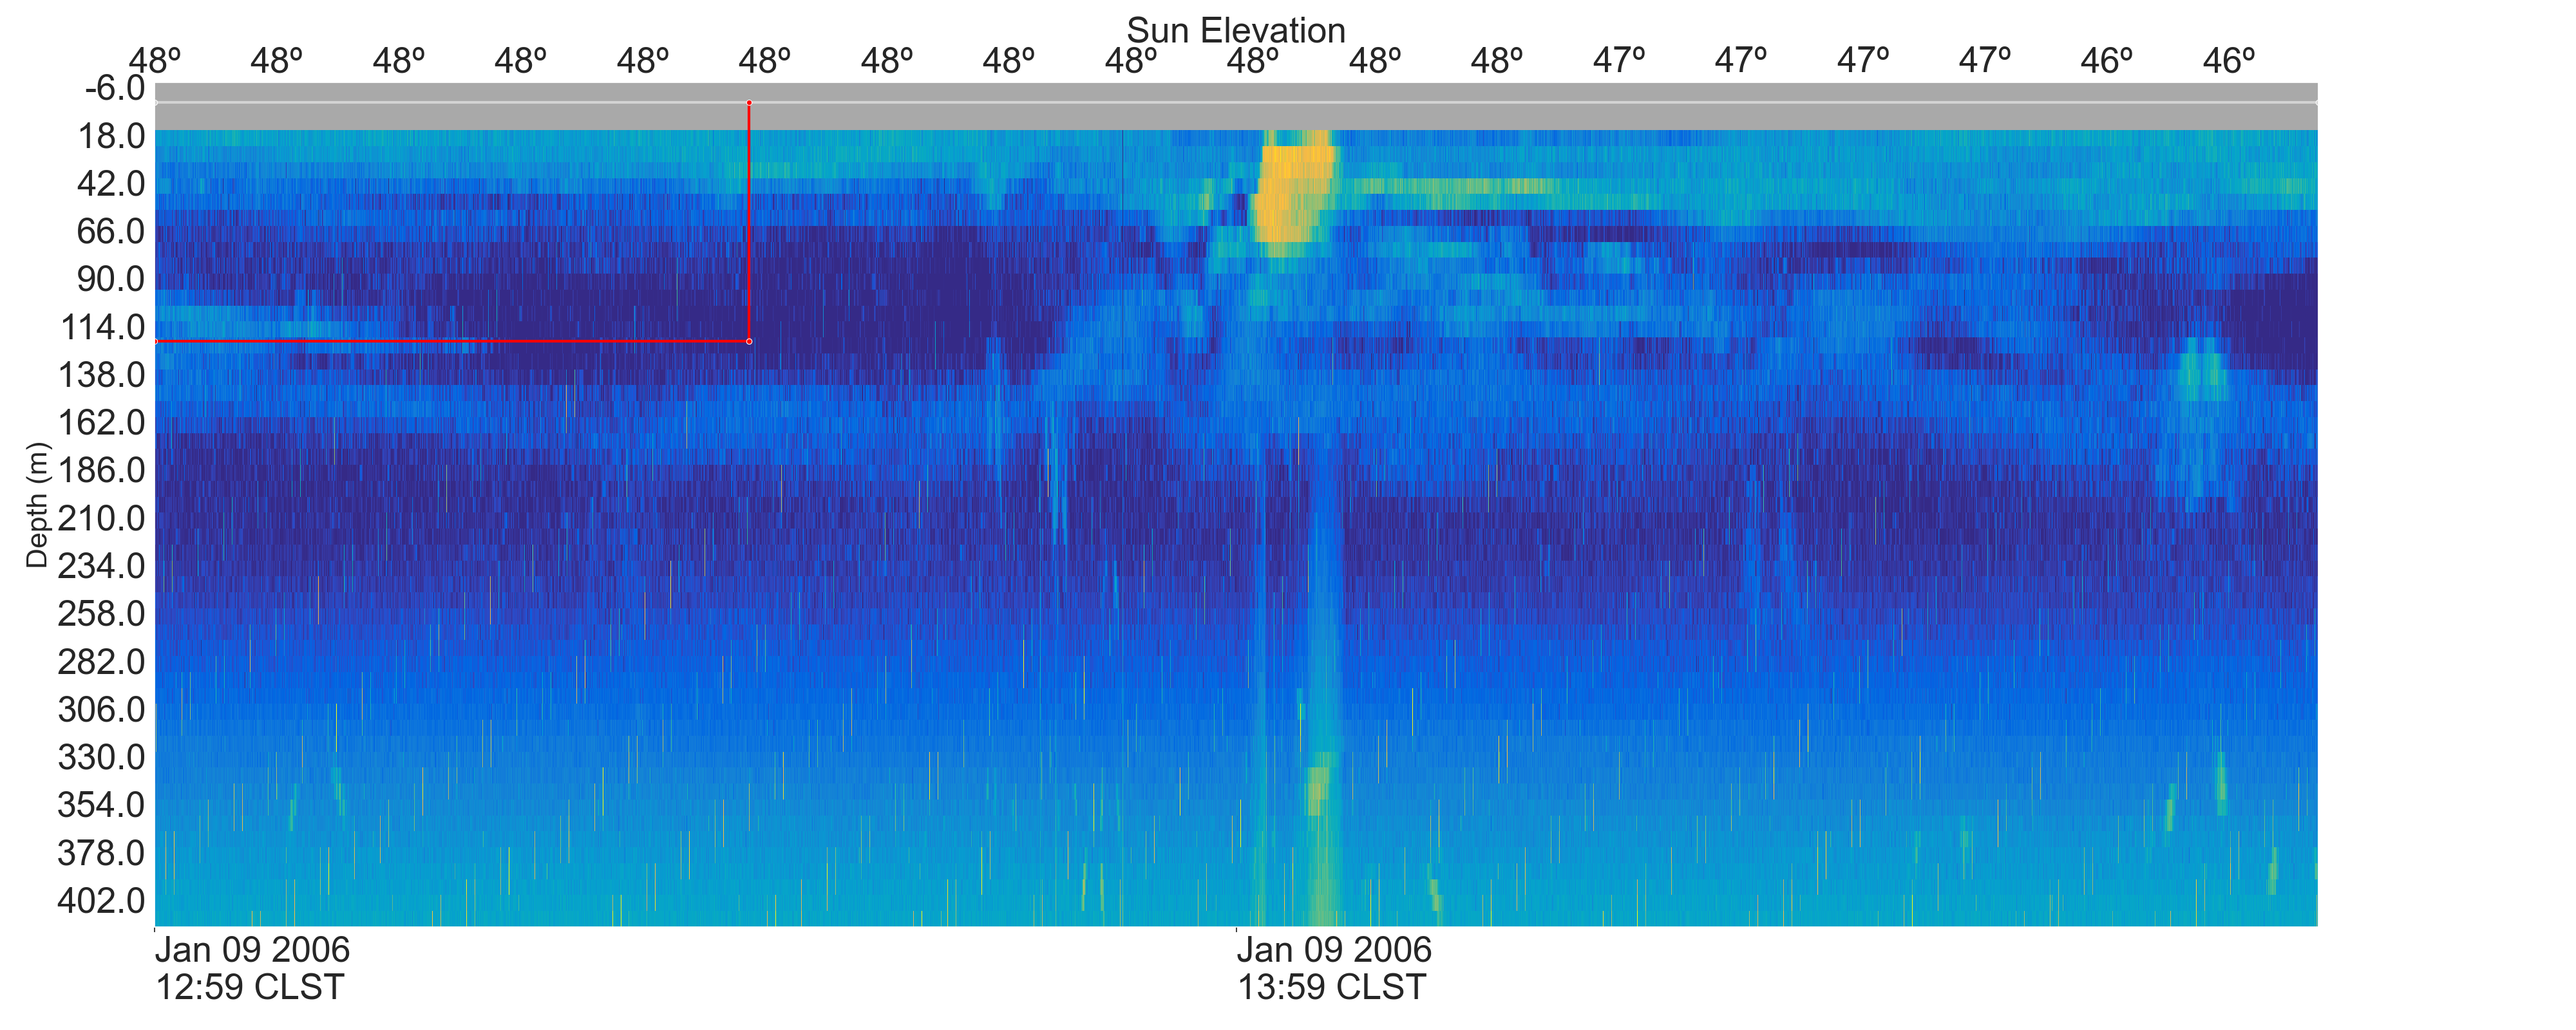 Sun Elevation
48º 48º 48º 48º 48º 48º 48º 48º 48º 48º 48º 48º 47º 47º 47º 47º 46º 46º
-6.0
18.0
42.0
66.0
90.0
114.0
138.0
162.0
186.0
210.0
234.0
258.0
282.0
306.0
330.0
354.0
378.0
402.0
Depth (m)
Jan 09 2006
12:59 CLST
Jan 09 2006
13:59 CLST